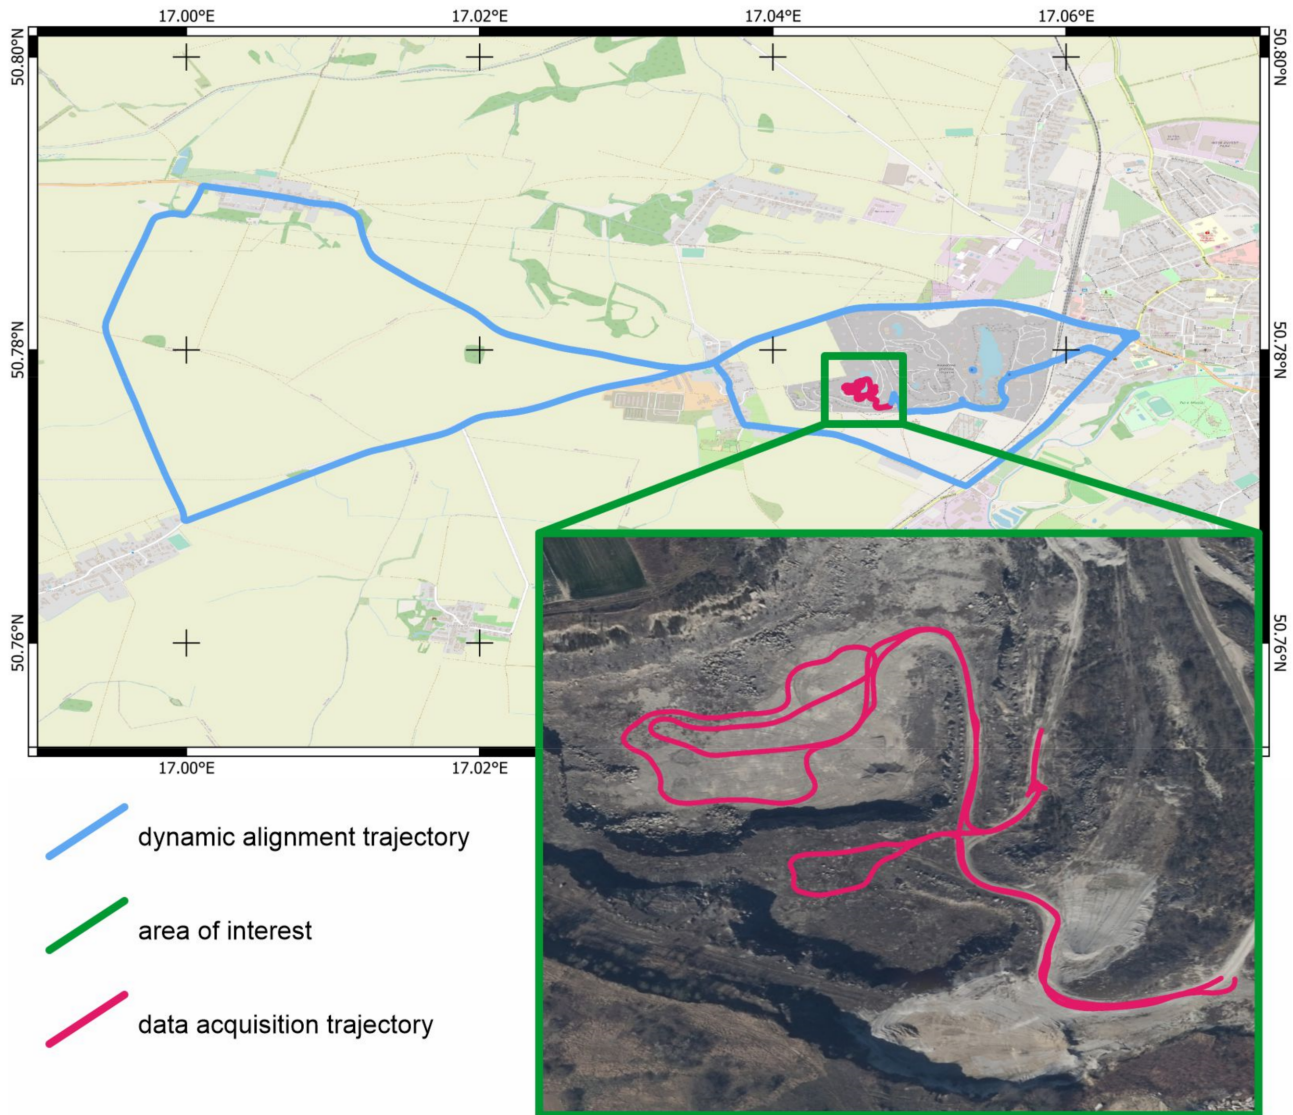 17.00°E 17.02°E 17.04°E 17.06°E
50.80°N 50.80°N
50.78°N 50.78°N
50.76°N 50.76°N
17.00°E 17.02°E
dynamic alignment trajectory
area of interest
data acquisition trajectory